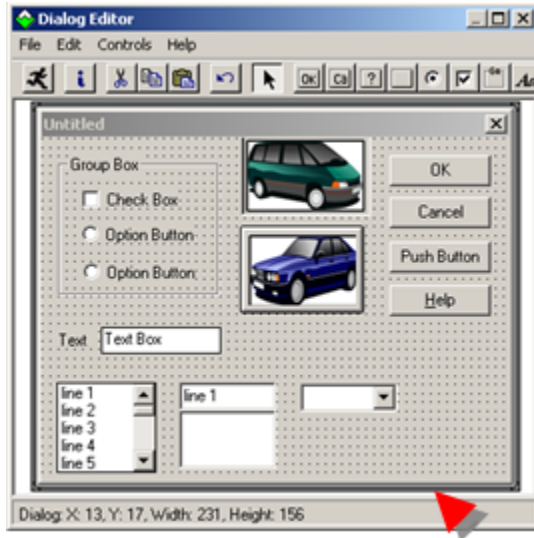 Dialog Editor
File Edit Controls Help
OK Ca ?
Untitled
Group Box
Check Box
Option Button
Option Button
OK
Cancel
Push Button
Help
Text Text Box
line 1
line 2
line 3
line 4
line 5
line 1
Dialog: X: 13, Y: 17, Width: 231, Height: 156